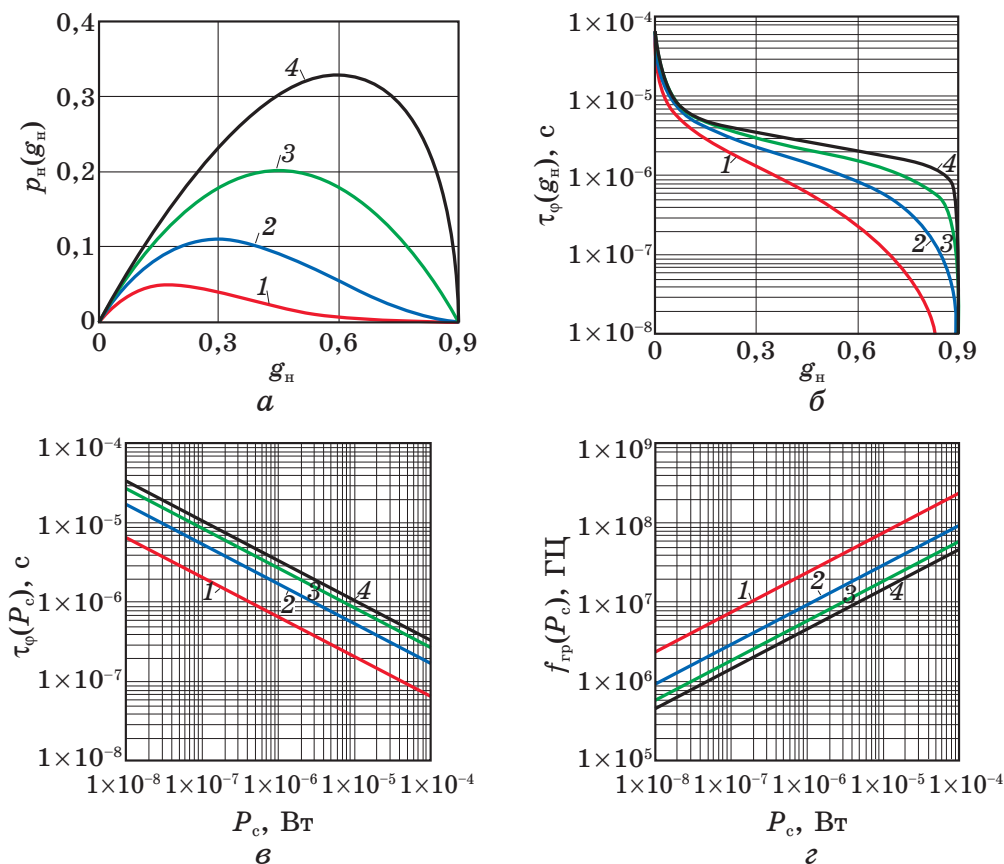 0,4
0,3
0,2
0,1
0
p_н(g_н)
0 0,3 0,6 0,9
g_н
1
2
3
4
а
1×10⁻⁴
1×10⁻⁵
1×10⁻⁶
1×10⁻⁷
1×10⁻⁸
τ_φ(g_н), с
0 0,3 0,6 0,9
g_н
1
4
2 3
б
1×10⁻⁴
1×10⁻⁵
1×10⁻⁶
1×10⁻⁷
1×10⁻⁸
τ_φ(P_с), с
1 2 3 4
1×10⁻⁸ 1×10⁻⁷ 1×10⁻⁶ 1×10⁻⁵ 1×10⁻⁴
P_с, Вт
в
1×10⁹
1×10⁸
1×10⁷
1×10⁶
1×10⁵
f_гр(P_с), ГЦ
1 2 3 4
1×10⁻⁸ 1×10⁻⁷ 1×10⁻⁶ 1×10⁻⁵ 1×10⁻⁴
P_с, Вт
г